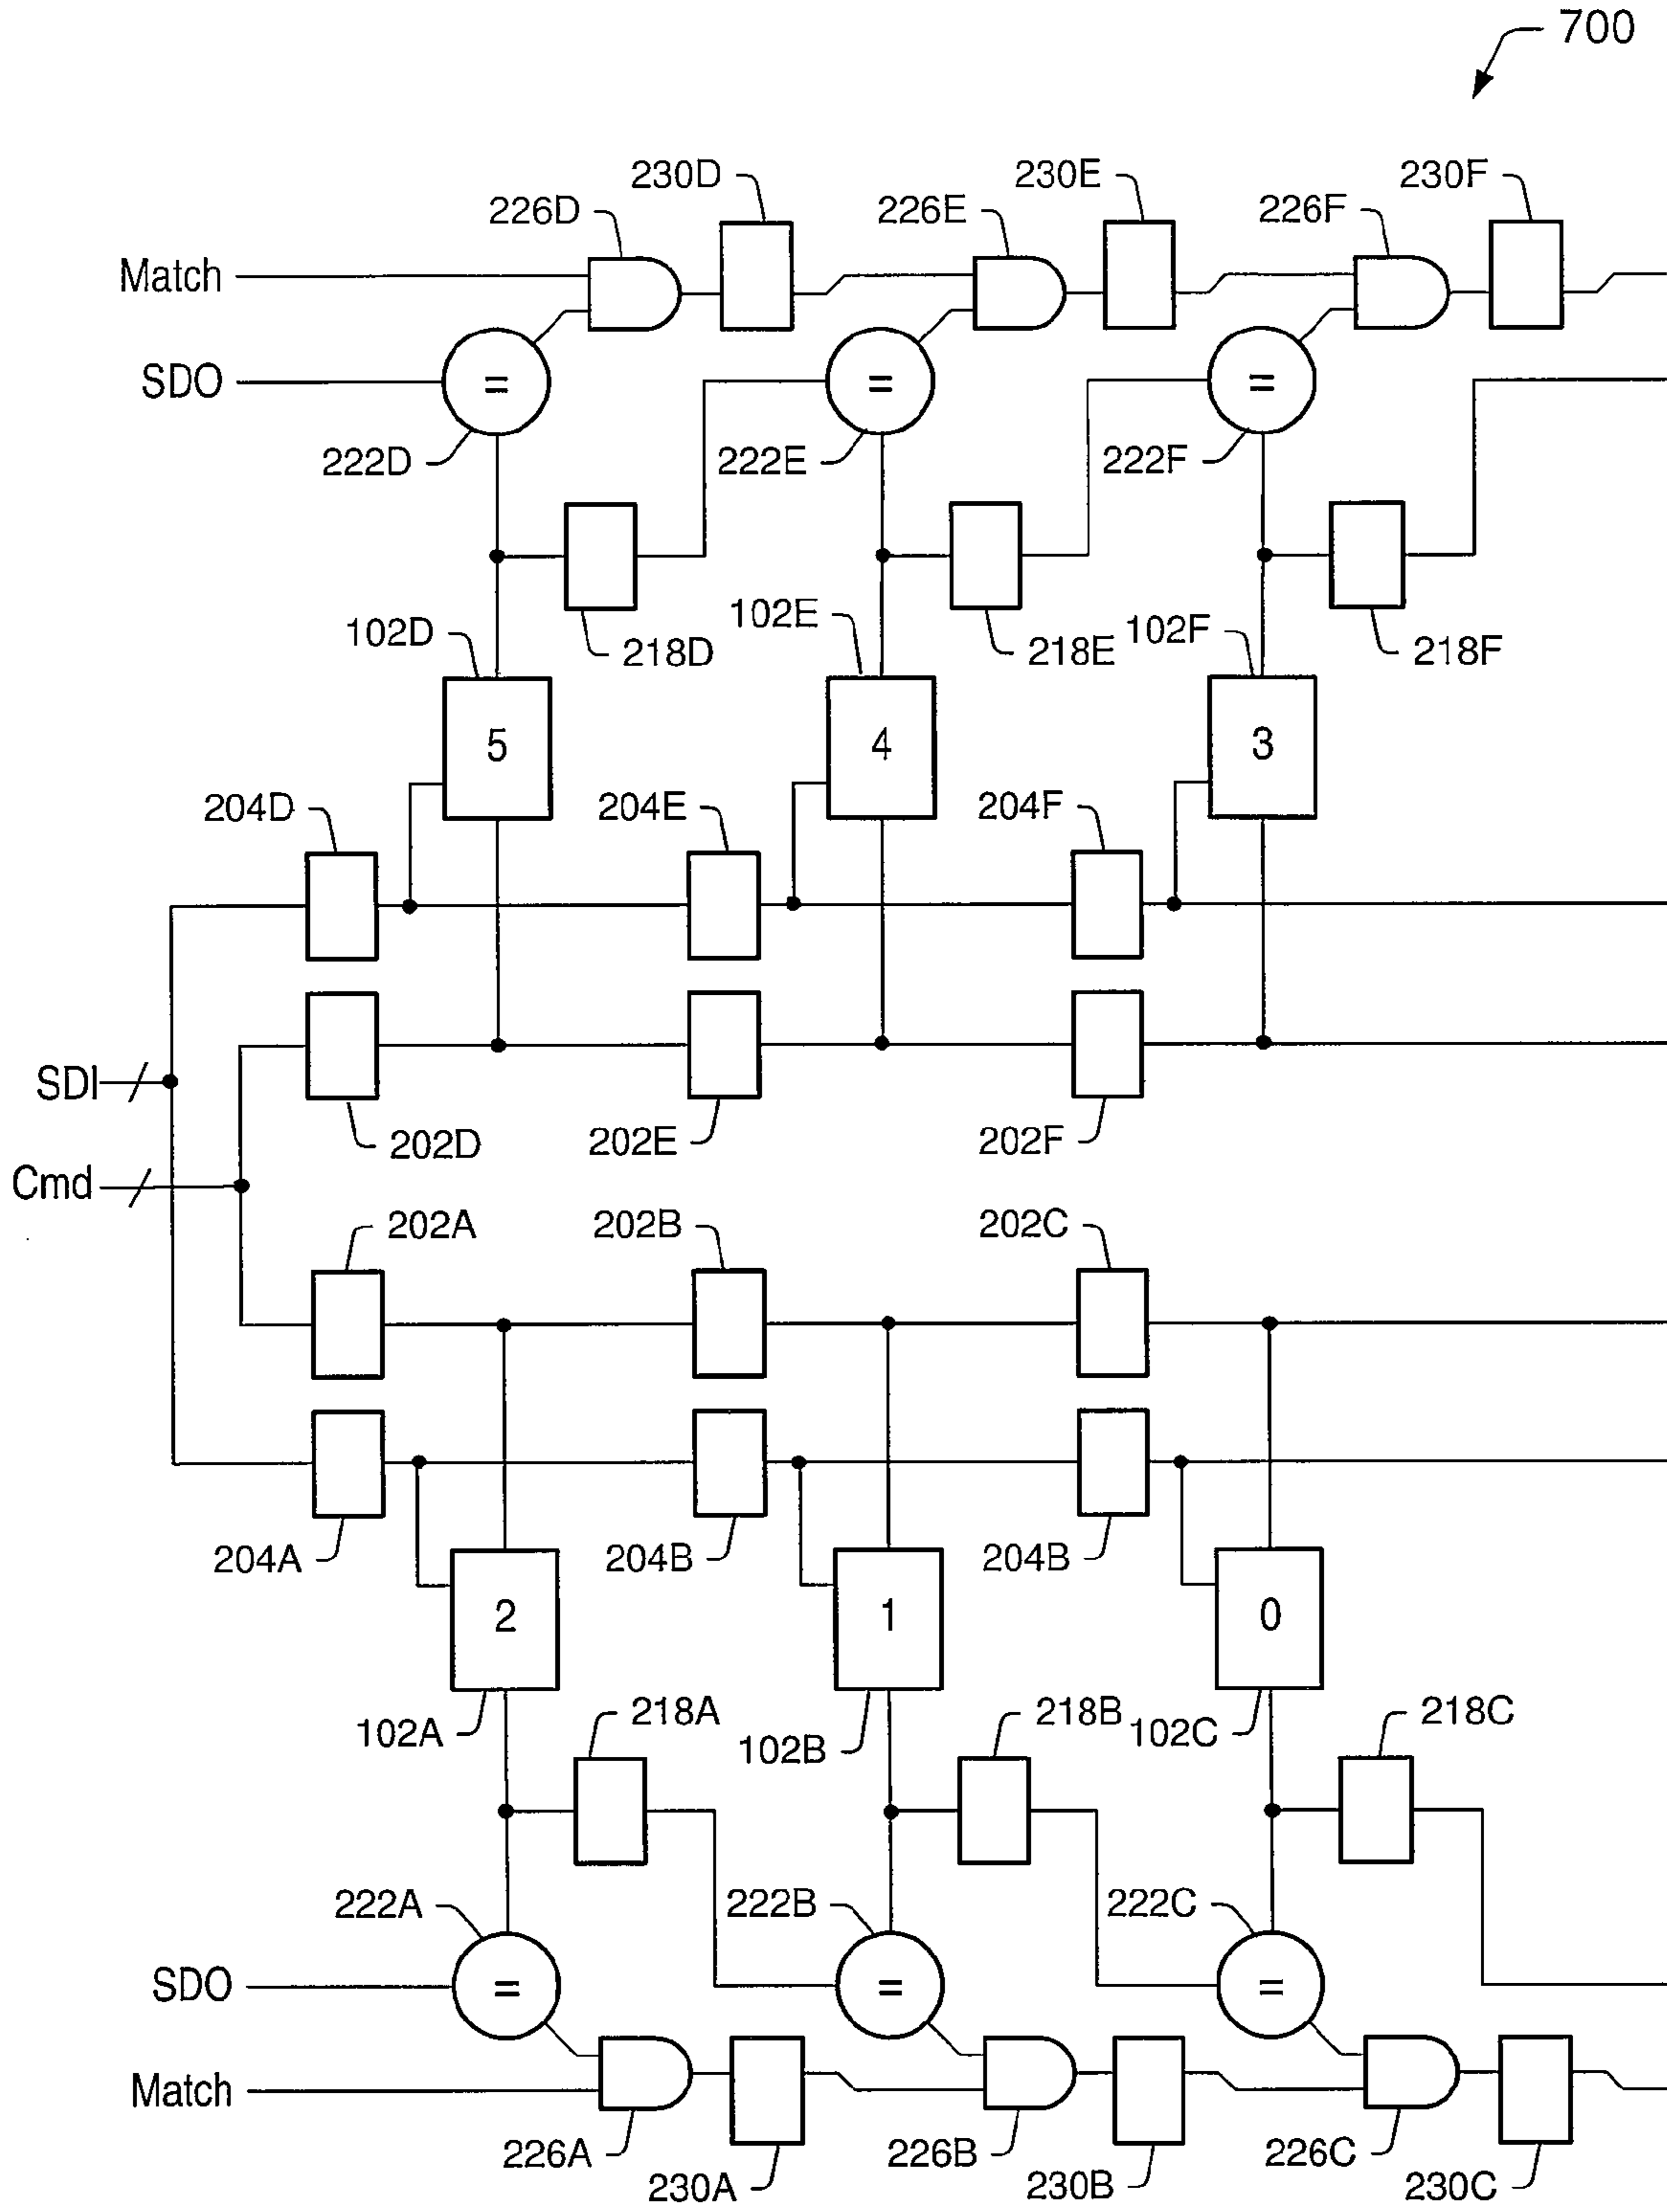 700
230D
230E
230F
226D
226E
226F
Match
SDO
=
=
=
222D
222E
222F
102D
102E
102F
218D
218E
218F
5
4
3
204D
204E
204F
SDI
202D
202E
202F
Cmd
202A
202B
202C
204A
204B
204B
2
1
0
102A
218A
102B
218B
102C
218C
222A
222B
222C
SDO
=
=
=
Match
226A
226B
226C
230A
230B
230C